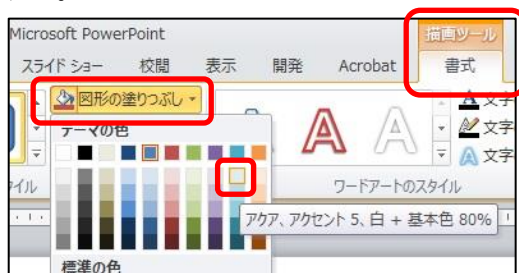 Microsoft PowerPoint
描画ツール
スライド ショー 校閲 表示 開発 Acrobat 書式
図形の塗りつぶし
A A
A 文字
文字
A 文字
テーマの色
イル
ワードアートのスタイル
アクア、アクセント 5、白 + 基本色 80%
標準の色